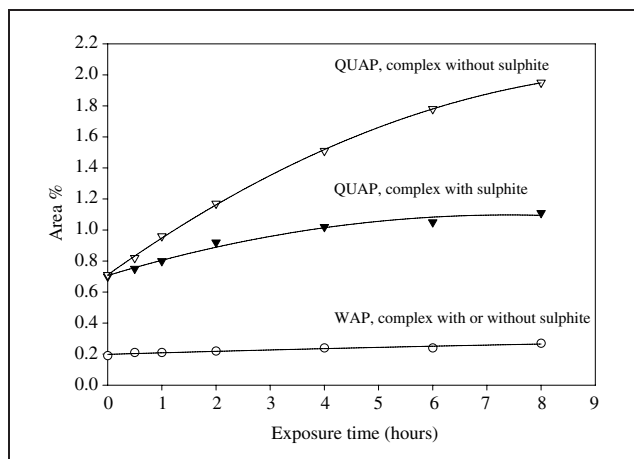 QUAP, complex without sulphite
QUAP, complex with sulphite
WAP, complex with or without sulphite
Area %
2.2
2.0
1.8
1.6
1.4
1.2
1.0
0.8
0.6
0.4
0.2
0.0
0 1 2 3 4 5 6 7 8 9
Exposure time (hours)